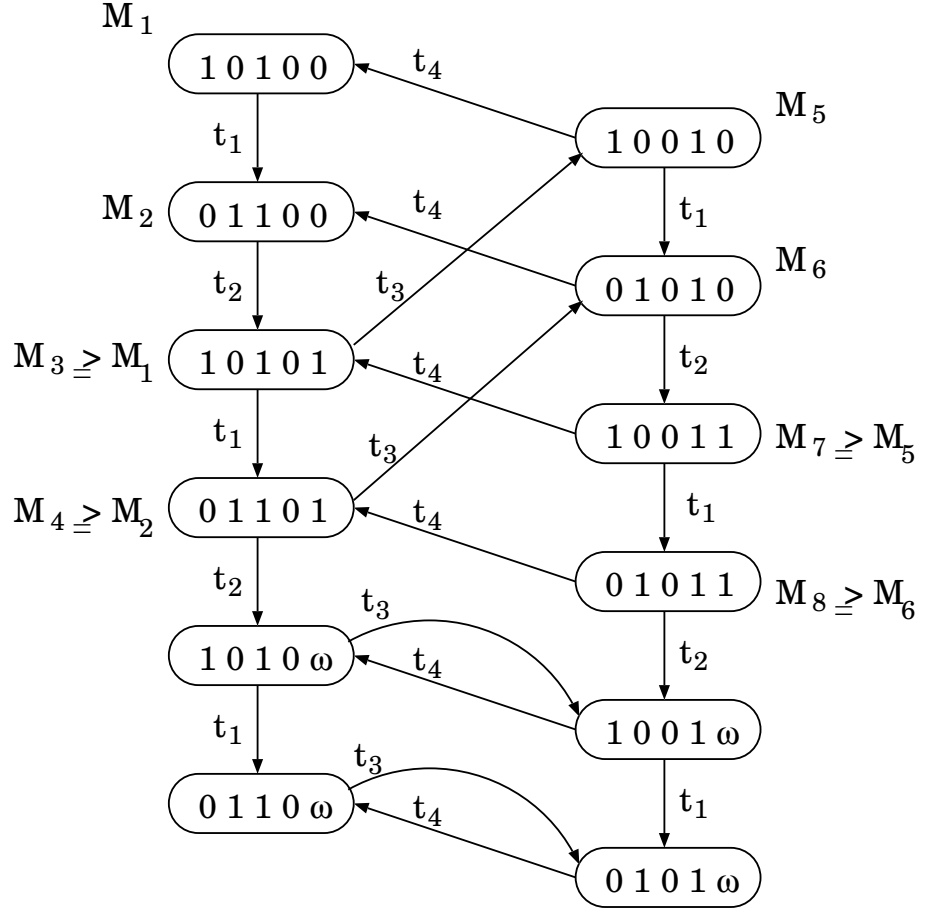 M1
1 0 1 0 0
t4
M5
1 0 0 1 0
t1
M2
0 1 1 0 0
t4
t1
M6
0 1 0 1 0
t2
t3
M3 ≥ M1
1 0 1 0 1
t4
t2
t1
t3
1 0 0 1 1
M7 ≥ M5
M4 ≥ M2
0 1 1 0 1
t4
t1
t2
0 1 0 1 1
M8 ≥ M6
t3
1 0 1 0 ω
t4
t2
t1
1 0 0 1 ω
t3
0 1 1 0 ω
t4
t1
0 1 0 1 ω